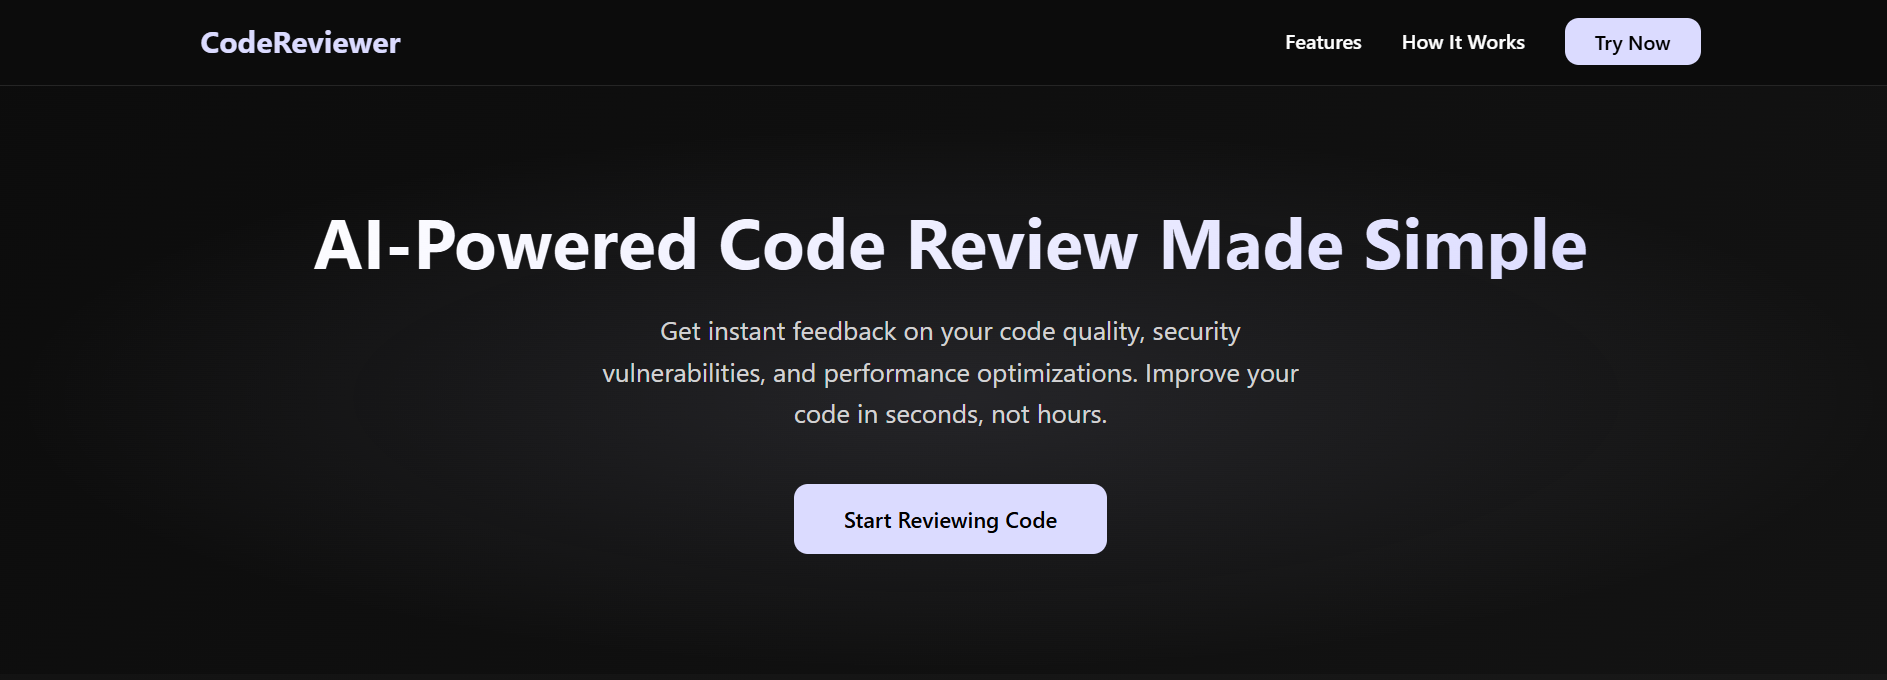 CodeReviewer
Features
How It Works
Try Now
AI-Powered Code Review Made Simple
Get instant feedback on your code quality, security
vulnerabilities, and performance optimizations. Improve your
code in seconds, not hours.
Start Reviewing Code